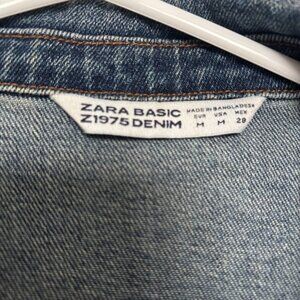 ZARA BASIC
Z1975 DENIM
MADE IN BANGLADESH
EUR USA MEX
M M 28